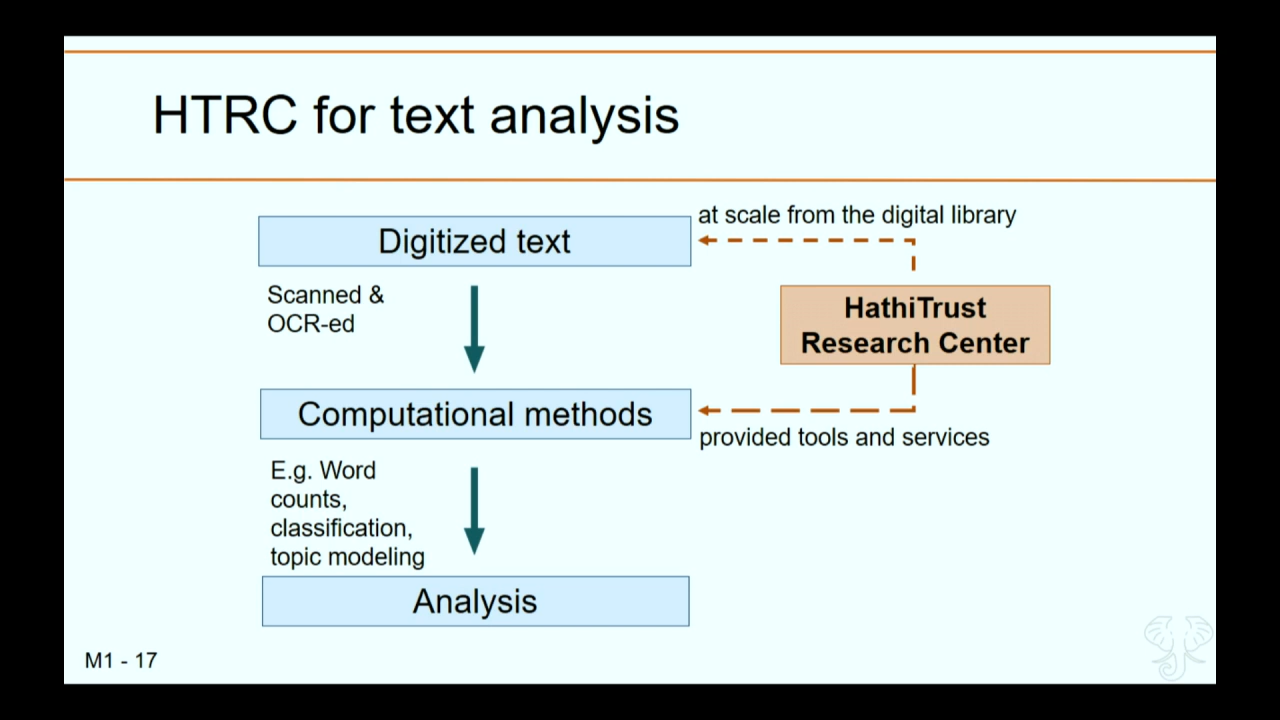 HTRC for text analysis
at scale from the digital library
Digitized text
Scanned &
OCR-ed
HathiTrust
Research Center
Computational methods
provided tools and services
E.g. Word
counts,
classification,
topic modeling
Analysis
M1 - 17